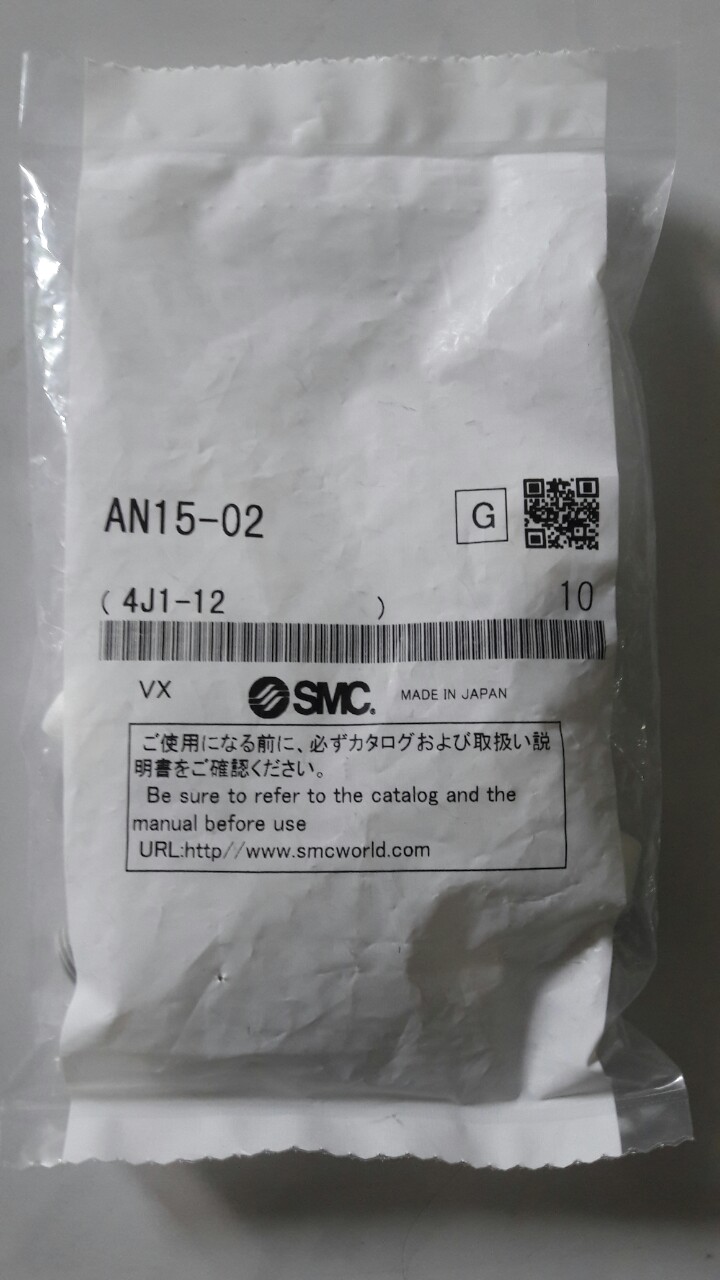 AN15-02
G
( 4J1-12 )
10
VX
SMC.
MADE IN JAPAN
ご使用になる前に、必ずカタログおよび取扱い説
明書をご確認ください。
Be sure to refer to the catalog and the
manual before use
URL:http//www.smcworld.com